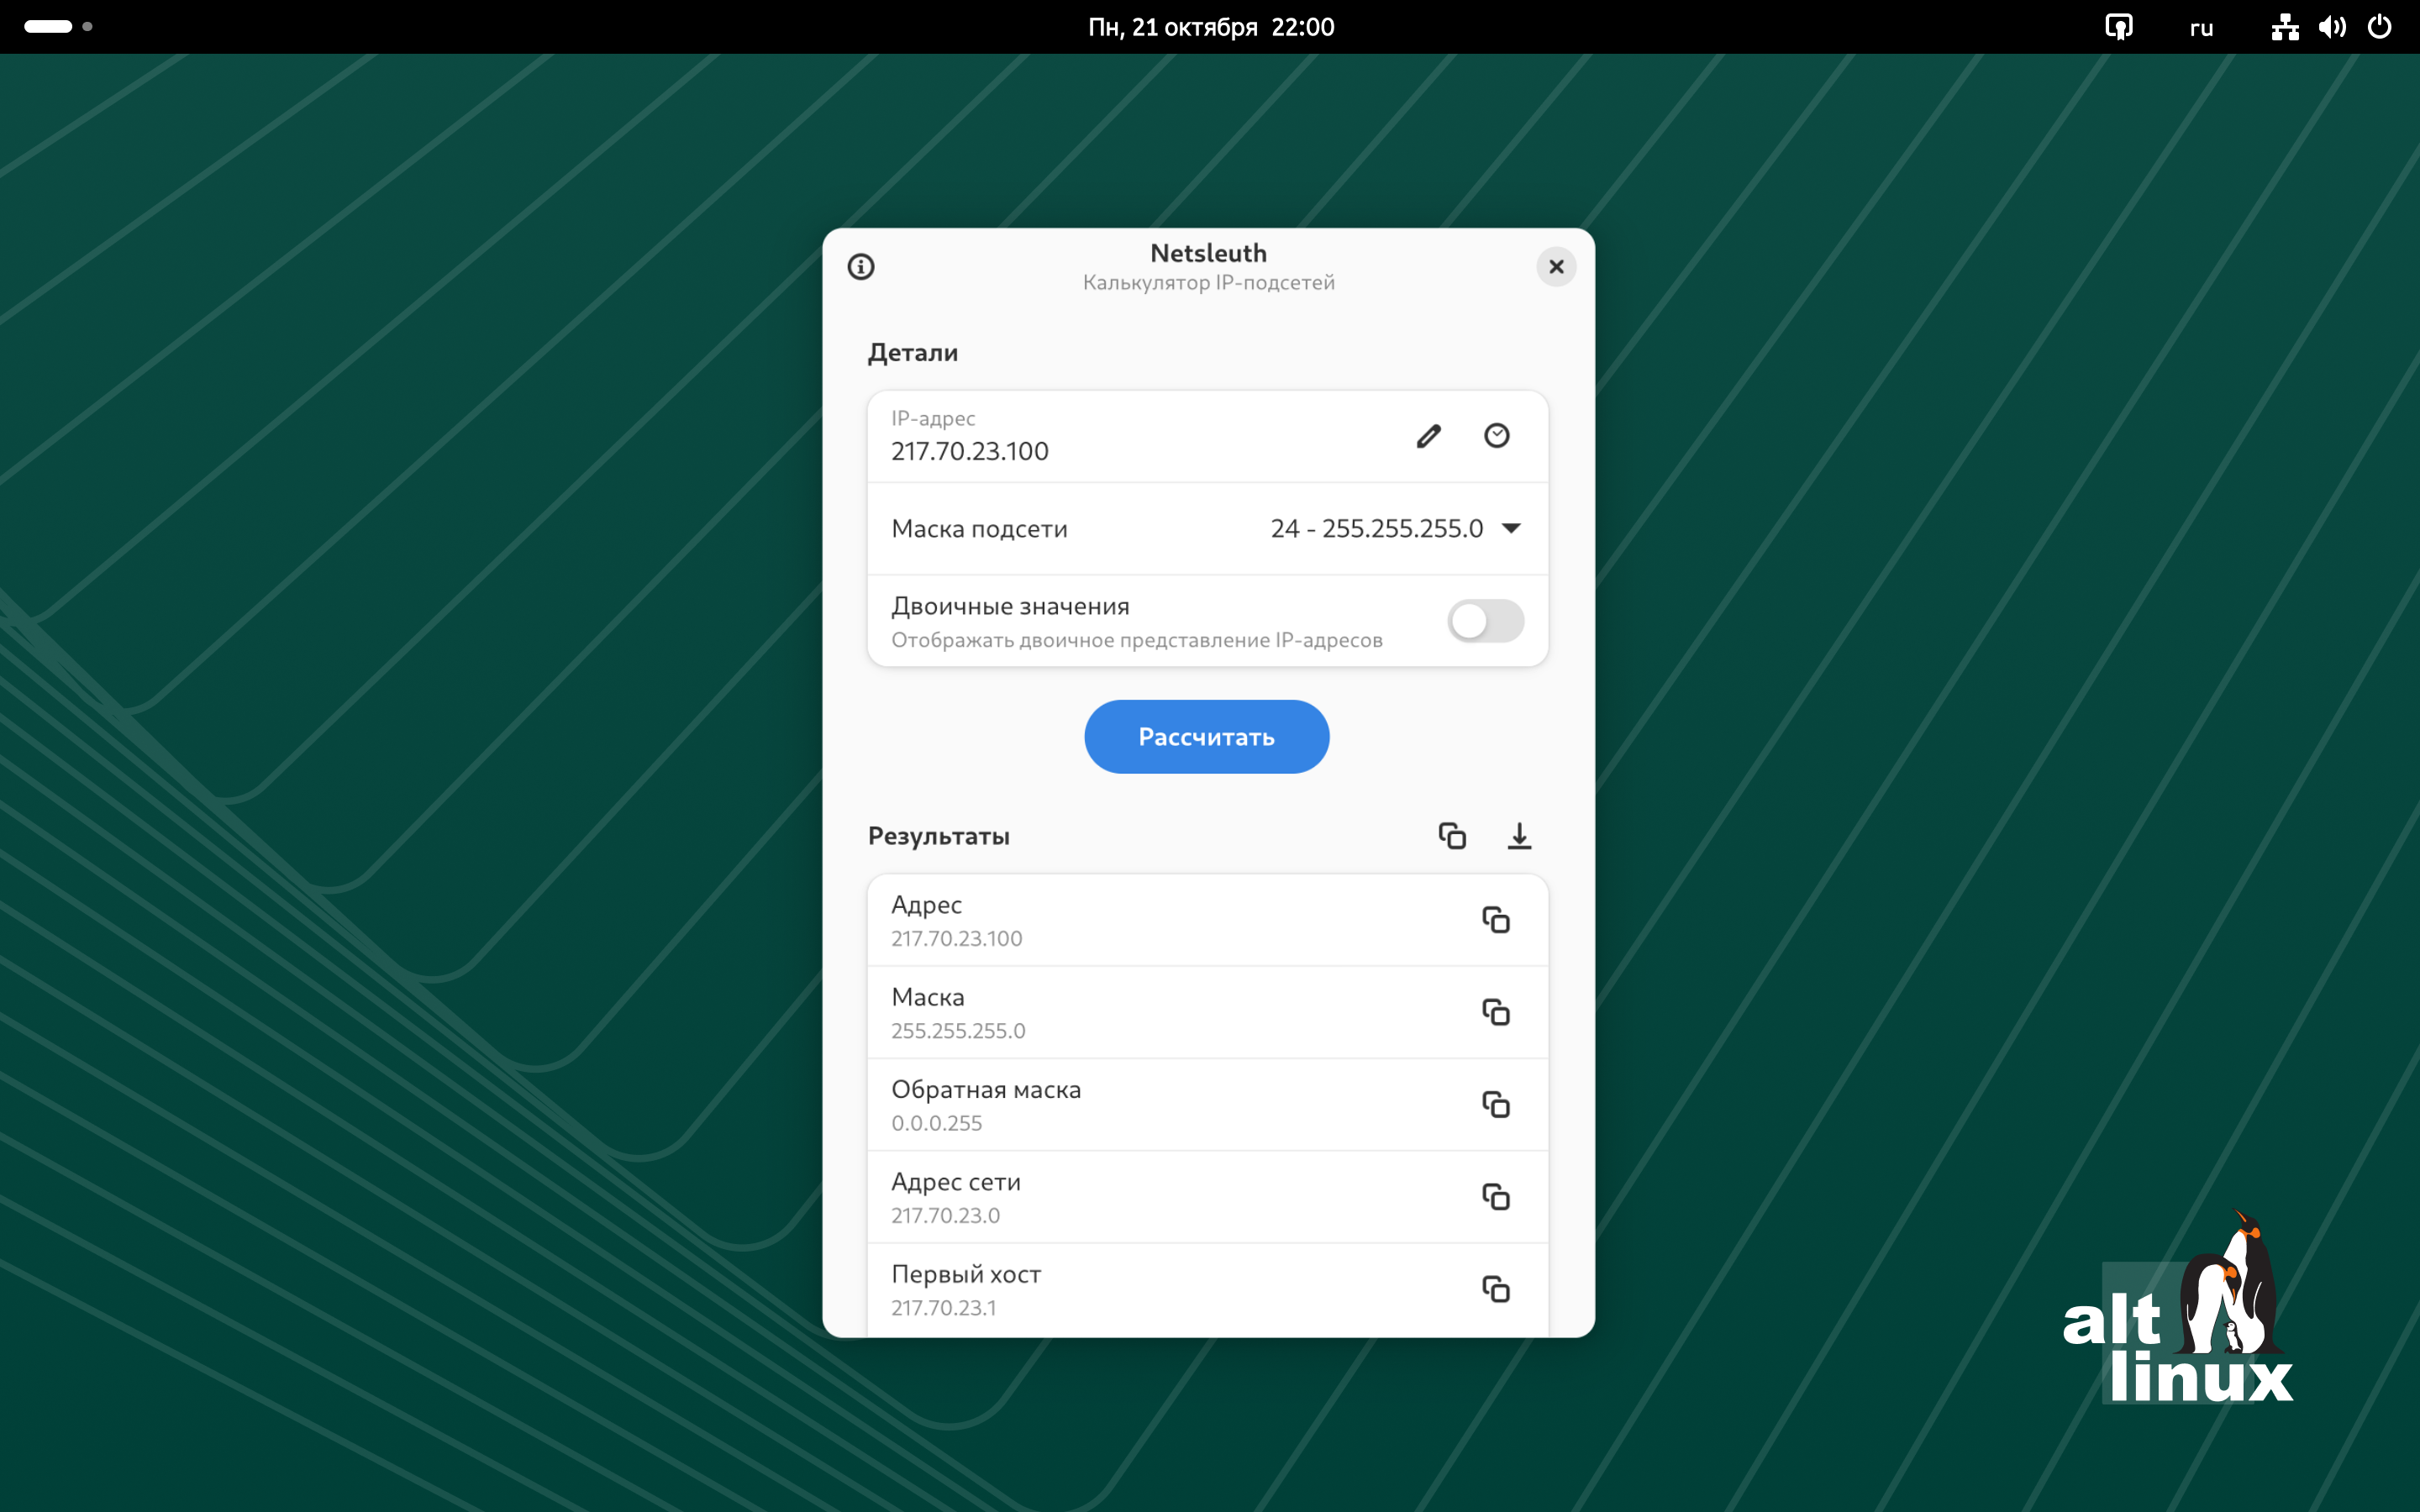 Пн, 21 октября 22:00
ru
Netsleuth
Калькулятор IP-подсетей
Детали
IP-адрес
217.70.23.100
Маска подсети
24 - 255.255.255.0
Двоичные значения
Отображать двоичное представление IP-адресов
Рассчитать
Результаты
Адрес
217.70.23.100
Маска
255.255.255.0
Обратная маска
0.0.0.255
Адрес сети
217.70.23.0
Первый хост
217.70.23.1
alt
linux